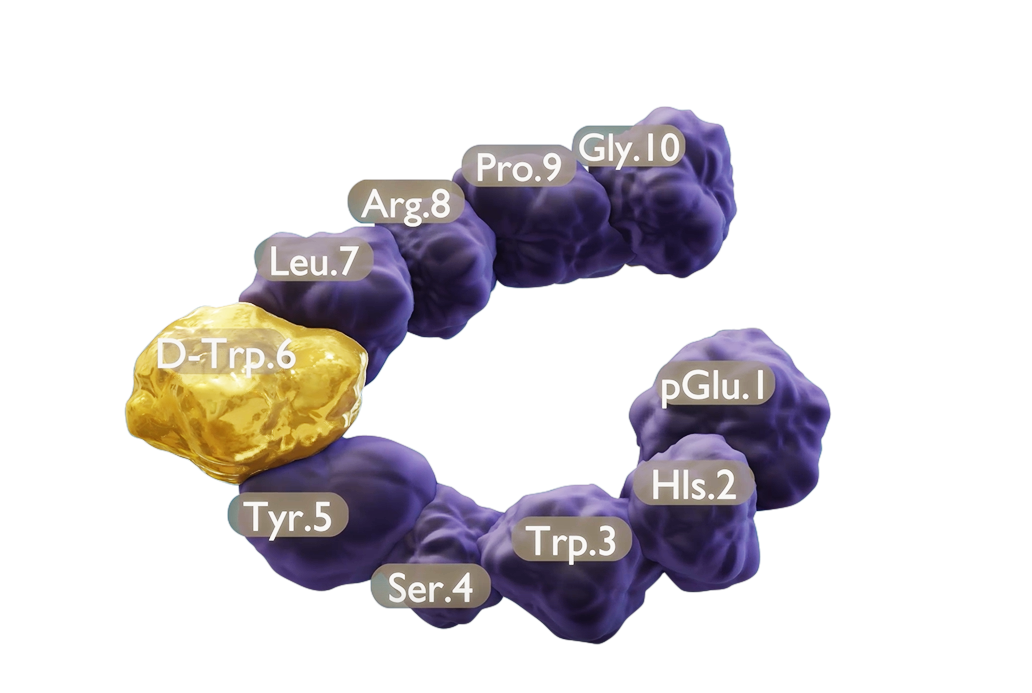 Gly.10
Pro.9
Arg.8
Leu.7
D-Trp.6
pGlu.1
Hls.2
Trp.3
Tyr.5
Ser.4